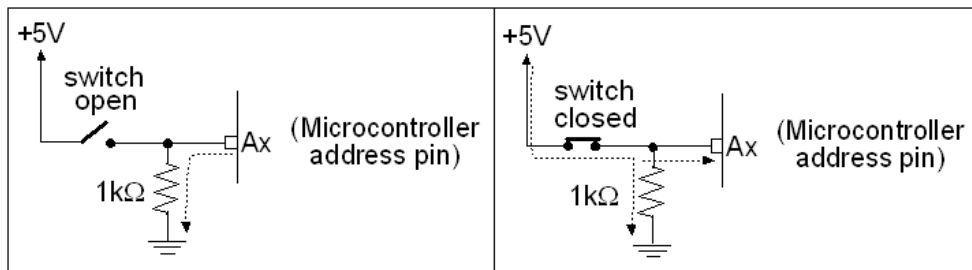 +5V
switch
open
Ax
(Microcontroller
address pin)
1kΩ
+5V
switch
closed
Ax
(Microcontroller
address pin)
1kΩ